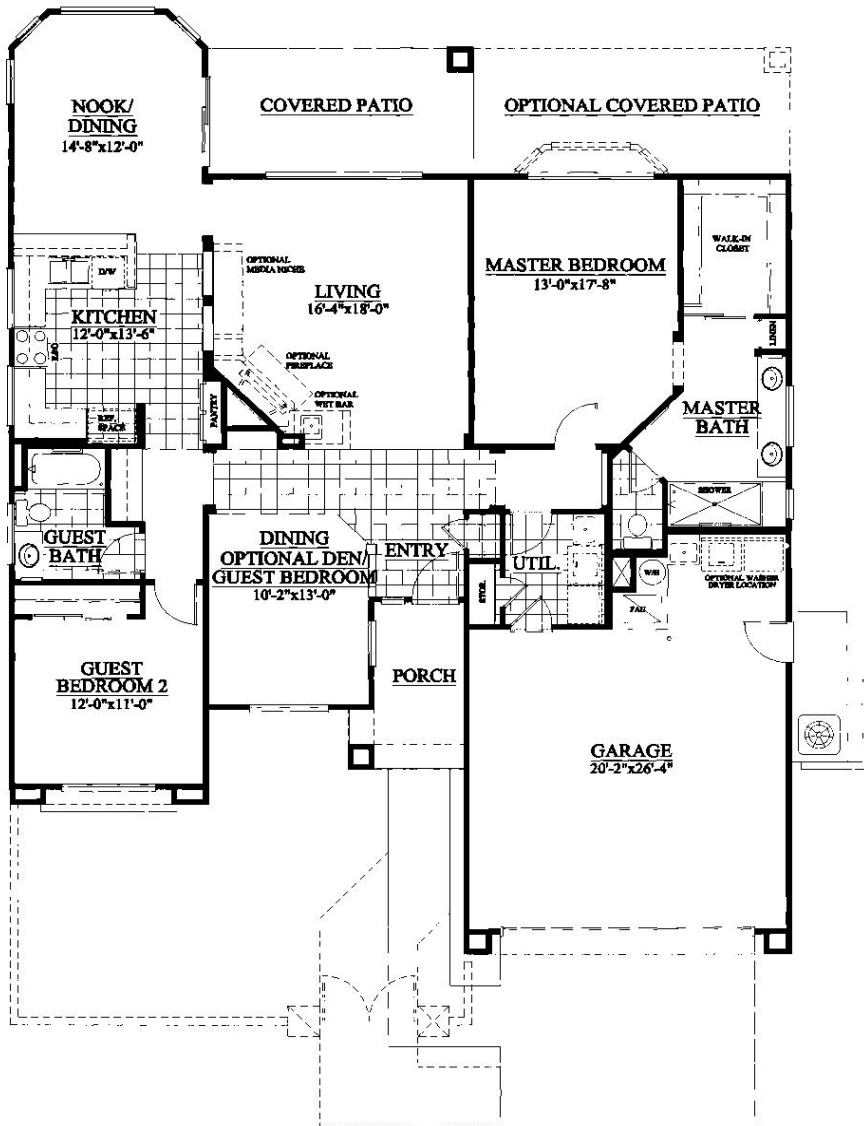 NOOK/
DINING
14'-8"x12'-0"
COVERED PATIO
OPTIONAL COVERED PATIO
D/W
OPTIONAL
MEDIA NICHE
LIVING
16'-4"x18'-0"
MASTER BEDROOM
13'-0"x17'-8"
WALK-IN
CLOSET
KITCHEN
12'-0"x13'-6"
LINEN
OPTIONAL
FIREPLACE
OPTIONAL
WET BAR
PANTRY
REF.
SPACE
MASTER
BATH
SHOWER
GUEST
BATH
DINING
OPTIONAL DEN/
GUEST BEDROOM
10'-2"x13'-0"
ENTRY
UTIL.
STOR.
W/H
OPTIONAL WASHER
DRYER LOCATION
GUEST
BEDROOM 2
12'-0"x11'-0"
PORCH
GARAGE
20'-2"x26'-4"